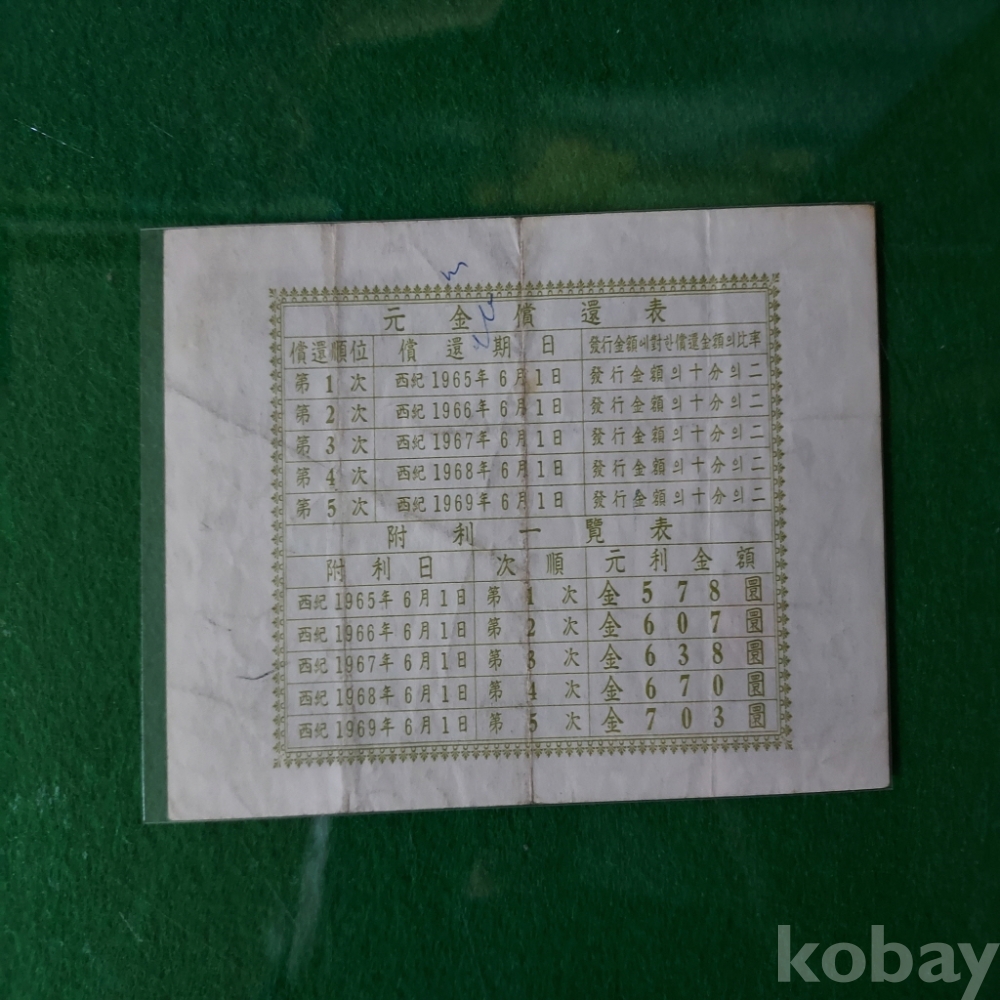 元金償還表
償還順位 償還期日 發行金額에對한償還金額의比率
第1次 西紀1965年6月1日 發行金額의十分의二
第2次 西紀1966年6月1日 發行金額의十分의二
第3次 西紀1967年6月1日 發行金額의十分의二
第4次 西紀1968年6月1日 發行金額의十分의二
第5次 西紀1969年6月1日 發行金額의十分의二
附利一覽表
附利日 次順 元利金額
西紀1965年6月1日 第1次 金578圜
西紀1966年6月1日 第2次 金607圜
西紀1967年6月1日 第3次 金638圜
西紀1968年6月1日 第4次 金670圜
西紀1969年6月1日 第5次 金703圜
kobay